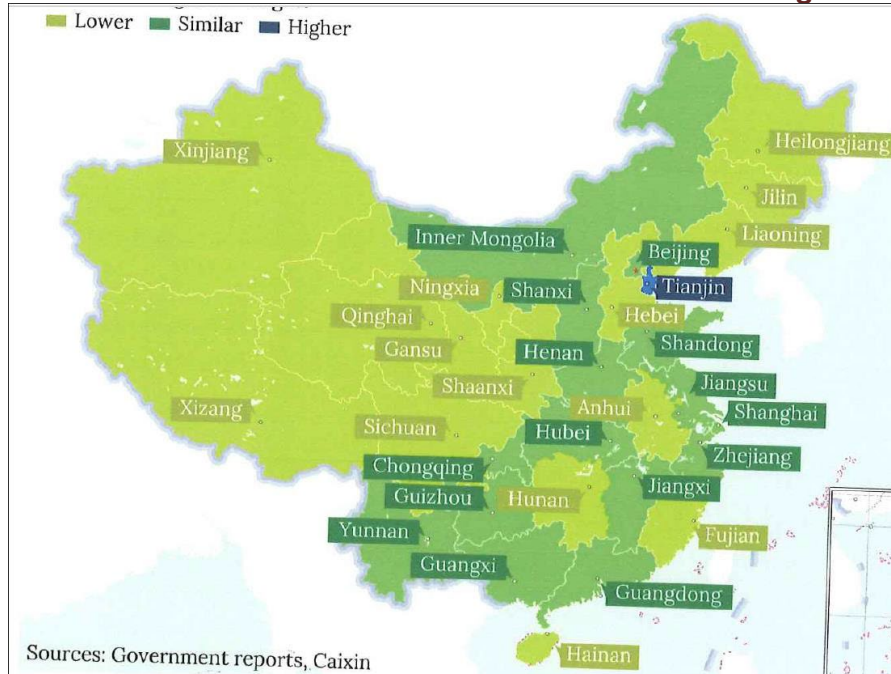 Lower Similar Higher
Xinjiang
Heilongjiang
Jilin
Liaoning
Inner Mongolia
Beijing
Ningxia
Shanxi
Tianjin
Qinghai
Hebei
Gansu
Henan
Shandong
Shaanxi
Jiangsu
Xizang
Anhui
Shanghai
Sichuan
Hubei
Zhejiang
Chongqing
Guizhou
Hunan
Jiangxi
Yunnan
Fujian
Guangxi
Guangdong
Hainan
Sources: Government reports, Caixin